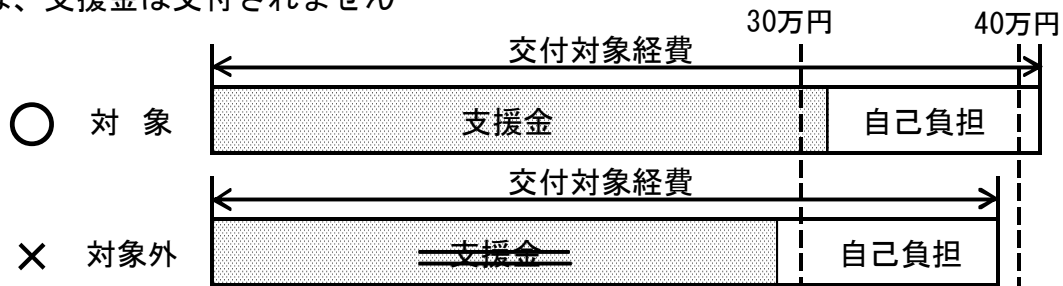 は、支援金は交付されません
30万円 40万円
交付対象経費
○ 対 象 支援金 自己負担
交付対象経費
× 対象外 支援金 自己負担